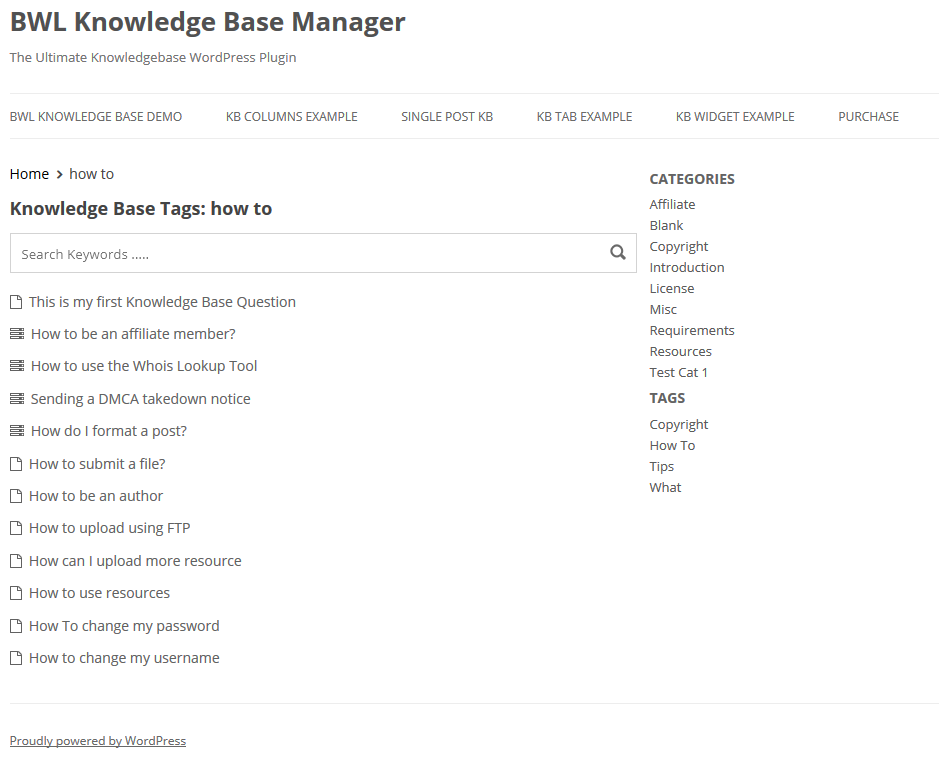 BWL Knowledge Base Manager
The Ultimate Knowledgebase WordPress Plugin
BWL KNOWLEDGE BASE DEMO KB COLUMNS EXAMPLE SINGLE POST KB KB TAB EXAMPLE KB WIDGET EXAMPLE PURCHASE
Home > how to
Knowledge Base Tags: how to
Search Keywords .....
This is my first Knowledge Base Question
How to be an affiliate member?
How to use the Whois Lookup Tool
Sending a DMCA takedown notice
How do I format a post?
How to submit a file?
How to be an author
How to upload using FTP
How can I upload more resource
How to use resources
How To change my password
How to change my username
CATEGORIES
Affiliate
Blank
Copyright
Introduction
License
Misc
Requirements
Resources
Test Cat 1
TAGS
Copyright
How To
Tips
What
Proudly powered by WordPress